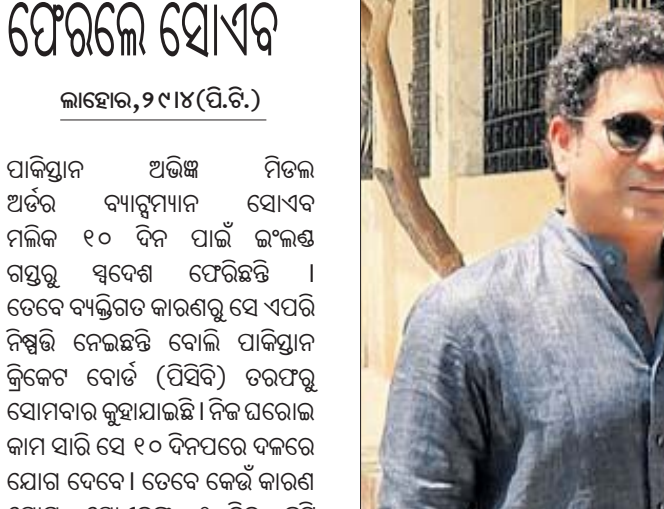 ଫେରିଲେ ସୋଏବ
ଲାହୋର,୨୯।୪(ପି.ଟି.)
ପାକିସ୍ତାନ ଅଭିଜ୍ଞ ମିଡଲ
ଅର୍ଡର ବ୍ୟାଟ୍ସମ୍ୟାନ ସୋଏବ
ମଲିକ ୧୦ ଦିନ ପାଇଁ ଇଂଲଣ୍ଡ
ଗସ୍ତରୁ ସ୍ବଦେଶ ଫେରିଛନ୍ତି ।
ତେବେ ବ୍ୟକ୍ତିଗତ କାରଣରୁ ସେ ଏପରି
ନିଷ୍ପତ୍ତି ନେଇଛନ୍ତି ବୋଲି ପାକିସ୍ତାନ
କ୍ରିକେଟ ବୋର୍ଡ (ପିସିବି) ତରଫରୁ
ସୋମବାର କୁହାଯାଇଛି। ନିଜ ଘରୋଇ
କାମ ସାରି ସେ ୧୦ ଦିନପରେ ଦଳରେ
ଯୋଗ ଦେବେ। ତେବେ କେଉଁ କାରଣ